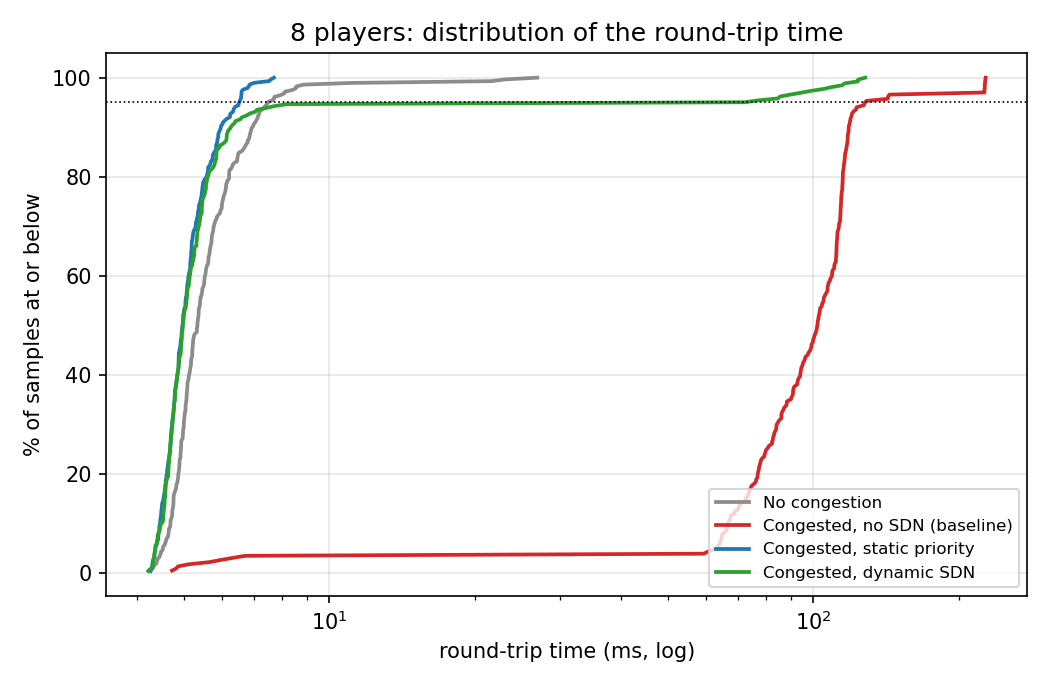 8 players: distribution of the round-trip time
% of samples at or below
100
80
60
40
20
0
No congestion
Congested, no SDN (baseline)
Congested, static priority
Congested, dynamic SDN
10¹
10²
round-trip time (ms, log)